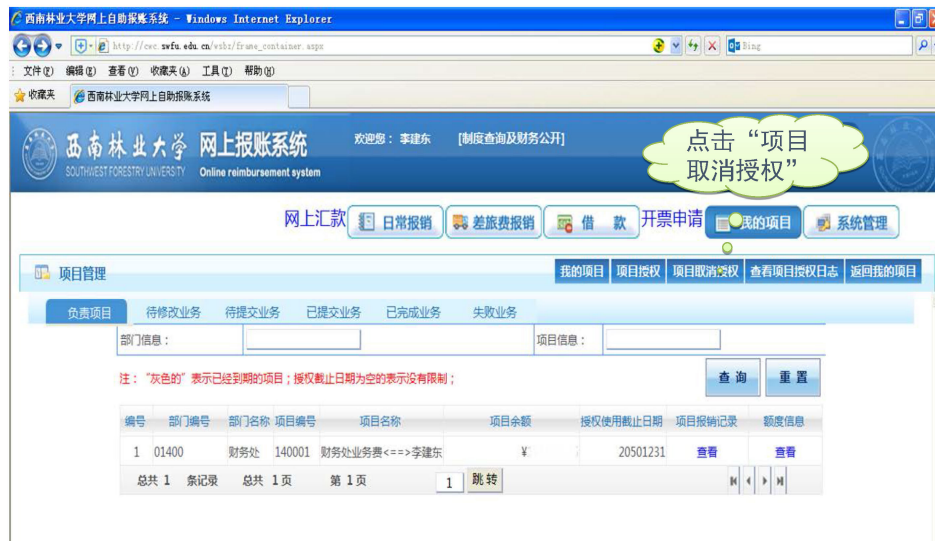 西南林业大学网上自助报账系统 - Windows Internet Explorer
http://cwc.swfu.edu.cn/wsbz/frame_container.aspx
Bing
文件(F) 编辑(E) 查看(V) 收藏夹(A) 工具(T) 帮助(H)
收藏夹 西南林业大学网上自助报账系统
西南林业大学 网上报账系统 欢迎您：李建东 [制度查询及财务公开]
SOUTHWEST FORESTRY UNIVERSITY Online reimbursement system
点击“项目
取消授权”
网上汇款 日常报销 差旅费报销 借 款 开票申请 我的项目 系统管理
项目管理 我的项目 项目授权 项目取消授权 查看项目授权日志 返回我的项目
负责项目 待修改业务 待提交业务 已提交业务 已完成业务 失败业务
部门信息： 项目信息：
注：“灰色的”表示已经到期的项目；授权截止日期为空的表示没有限制；
查 询 重 置
编号 部门编号 部门名称 项目编号 项目名称 项目余额 授权使用截止日期 项目报销记录 额度信息
1 01400 财务处 140001 财务处业务费<==>李建东 ¥ 20501231 查看 查看
总共 1 条记录 总共 1页 第 1页 1 跳转